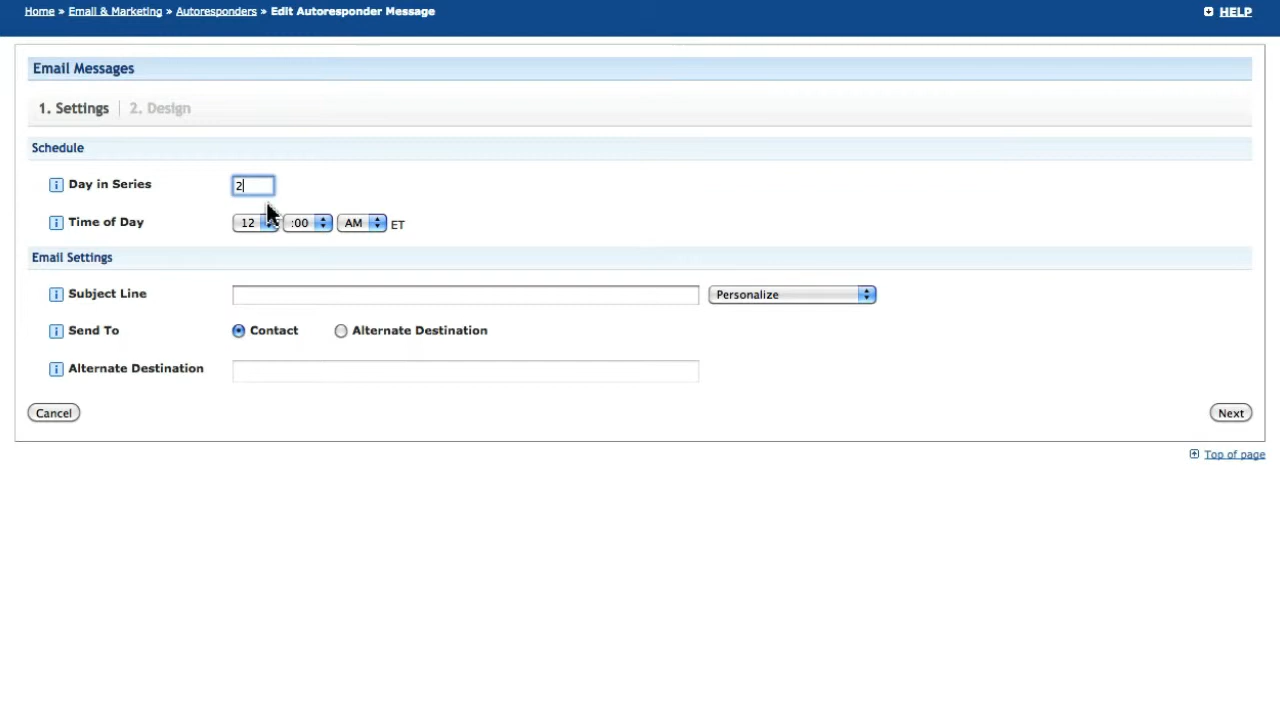 Home » Email & Marketing » Autoresponders » Edit Autoresponder Message
HELP
Email Messages
1. Settings | 2. Design
Schedule
i Day in Series 2
i Time of Day 12 :00 AM ET
Email Settings
i Subject Line Personalize
i Send To Contact Alternate Destination
i Alternate Destination
Cancel Next
Top of page